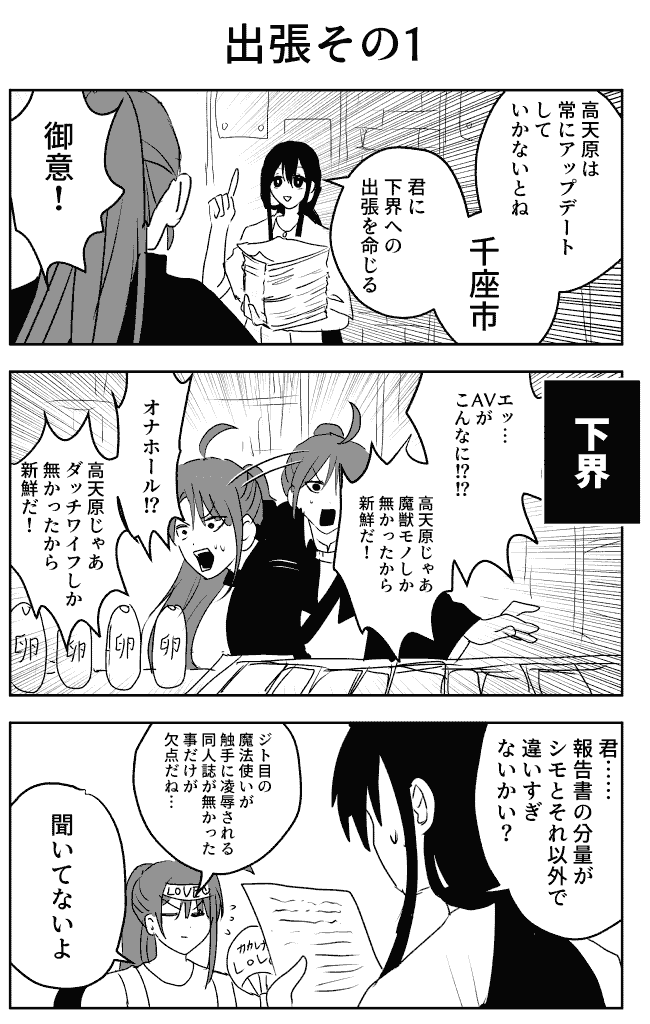 出張その1
高天原は
常にアップデート
して
いかないとね
千座市
君に
下界への
出張を命じる
御意!
下界
エッ…
AVが
こんなに!?!?
高天原じゃあ
魔獣モノしか
無かったから
新鮮だ!
オナホール!?
高天原じゃあ
ダッチワイフしか
無かったから
新鮮だ!
卵
卵
卵
卵
君……
報告書の分量が
シモとそれ以外で
違いすぎ
ないかい?
ジト目の
魔法使いが
触手に凌辱される
同人誌が無かった
事だけが
欠点だね…
聞いてないよ
LOVE
LOVE